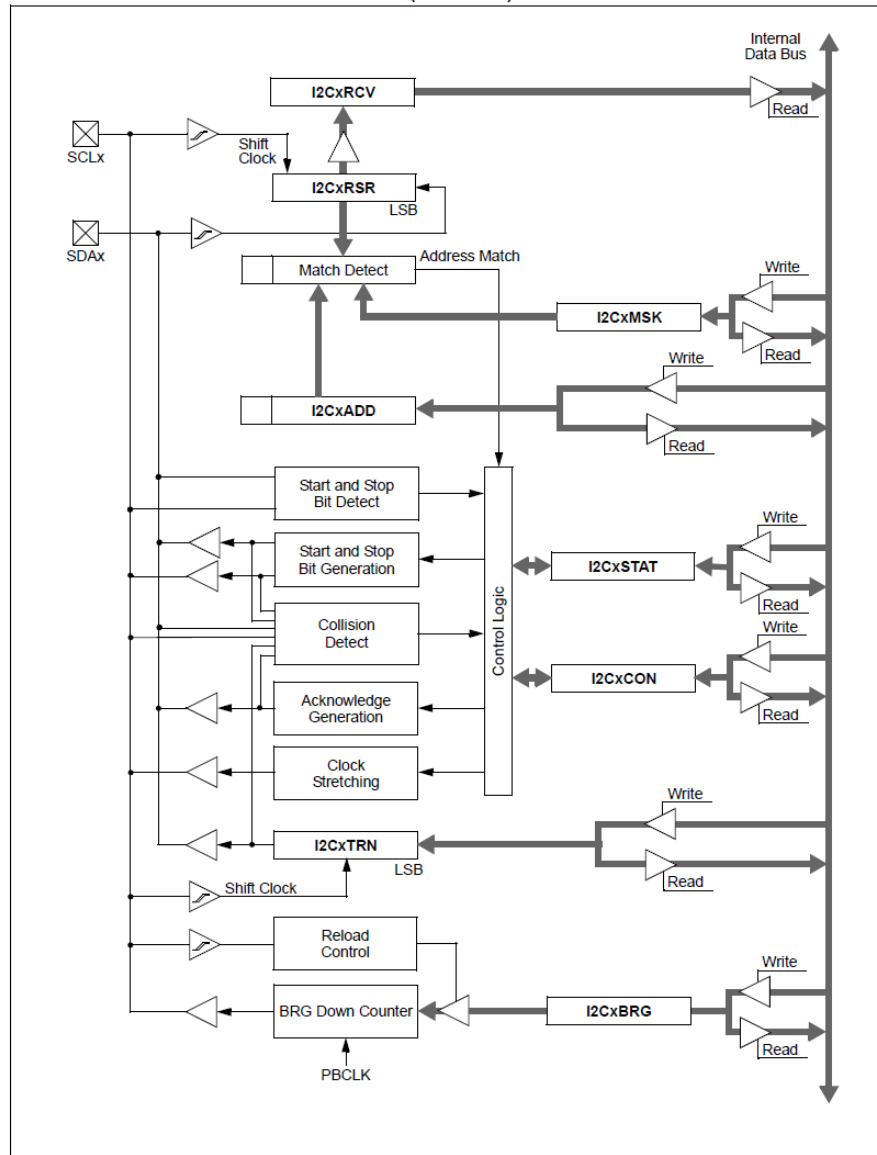 Internal
Data Bus
I2CxRCV
Read
SCLx
Shift
Clock
I2CxRSR
LSB
SDAx
Match Detect
Address Match
Write
I2CxMSK
Read
Write
I2CxADD
Read
Start and Stop
Bit Detect
Write
Start and Stop
Bit Generation
I2CxSTAT
Read
Control Logic
Collision
Detect
Write
I2CxCON
Read
Acknowledge
Generation
Clock
Stretching
Write
I2CxTRN
LSB
Read
Shift Clock
Reload
Control
Write
BRG Down Counter
I2CxBRG
Read
PBCLK